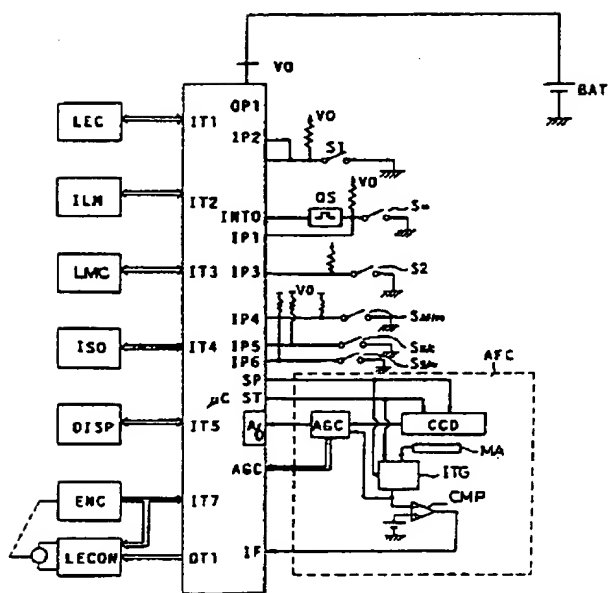 VO
BAT
OP1
LEC
IT1
IP2
VO
S1
VO
ILM
IT2
INTO
OS
IP1
LMC
IT3
IP3
S2
VO
ISO
IT4
IP4
IP5
IP6
SP
AFC
μC
ST
DISP
IT5
A/D
AGC
CCD
MA
AGC
ITG
ENC
IT7
CMP
LECON
OT1
IF